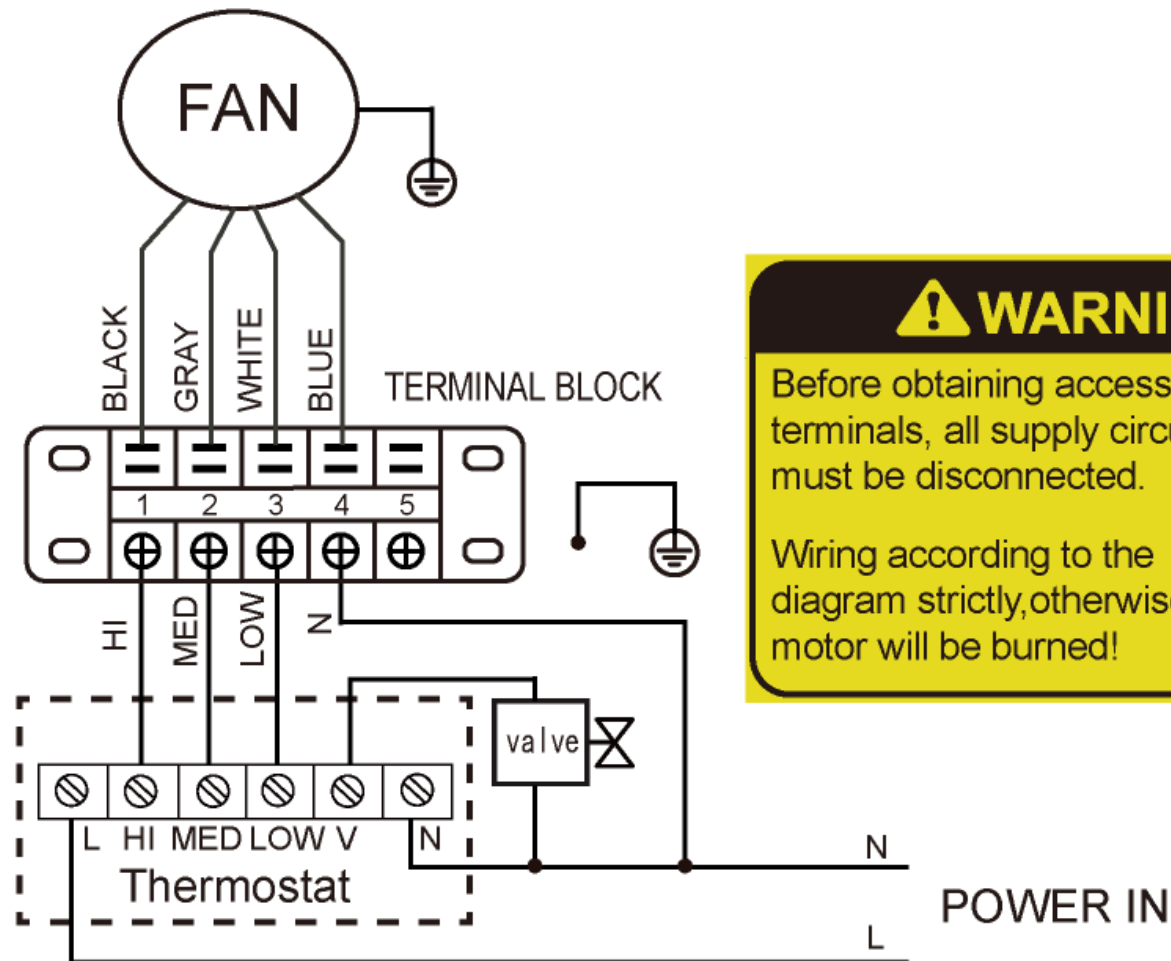 FAN
BLACK
GRAY
WHITE
BLUE
TERMINAL BLOCK
1 2 3 4 5
HI
MED
LOW
N
valve
L HI MED LOW V N
Thermostat
N
L
POWER IN
WARNI
Before obtaining access
terminals, all supply circu
must be disconnected.
Wiring according to the
diagram strictly,otherwise
motor will be burned!